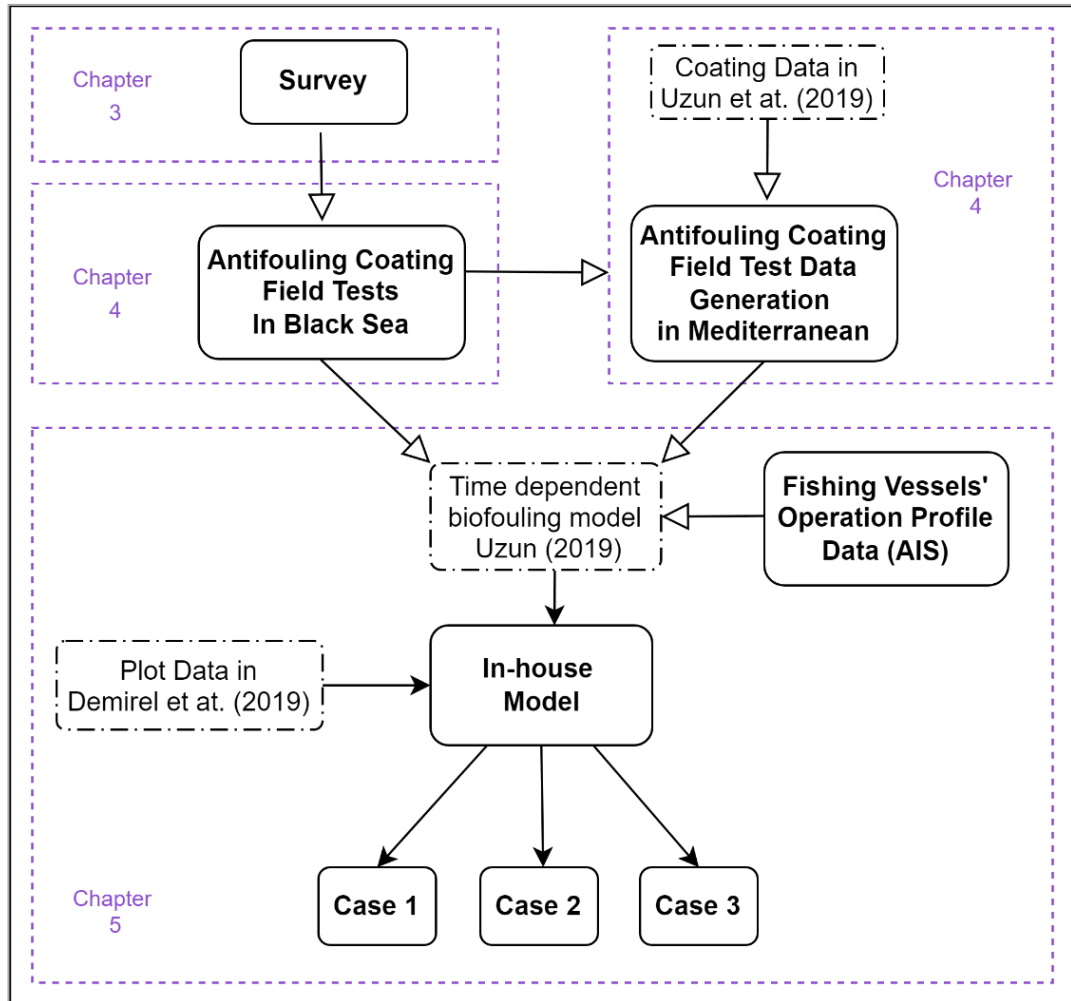 Chapter
3
Survey
Coating Data in
Uzun et at. (2019)
Chapter
4
Antifouling Coating
Field Tests
In Black Sea
Antifouling Coating
Field Test Data
Generation
in Mediterranean
Chapter
4
Time dependent
biofouling model
Uzun (2019)
Fishing Vessels'
Operation Profile
Data (AIS)
Plot Data in
Demirel et at. (2019)
In-house
Model
Case 1
Case 2
Case 3
Chapter
5